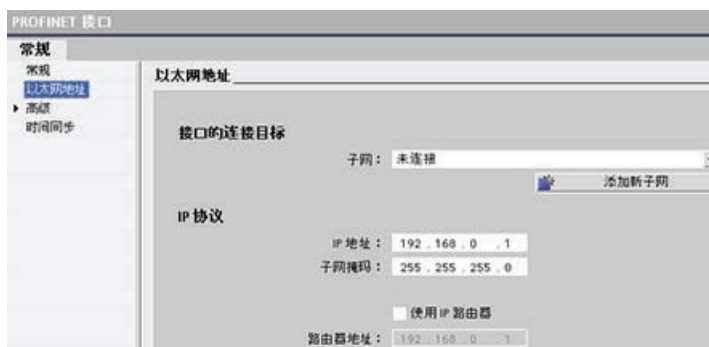 PROFINET 接口
常规
常规
以太网地址
高级
时间同步
以太网地址
接口的连接目标
子网： 未连接
添加新子网
IP 协议
IP 地址： 192 . 168 . 0 . 1
子网掩码： 255 . 255 . 255 . 0
使用 IP 路由器
路由器地址： 192 . 168 . 0 . 1